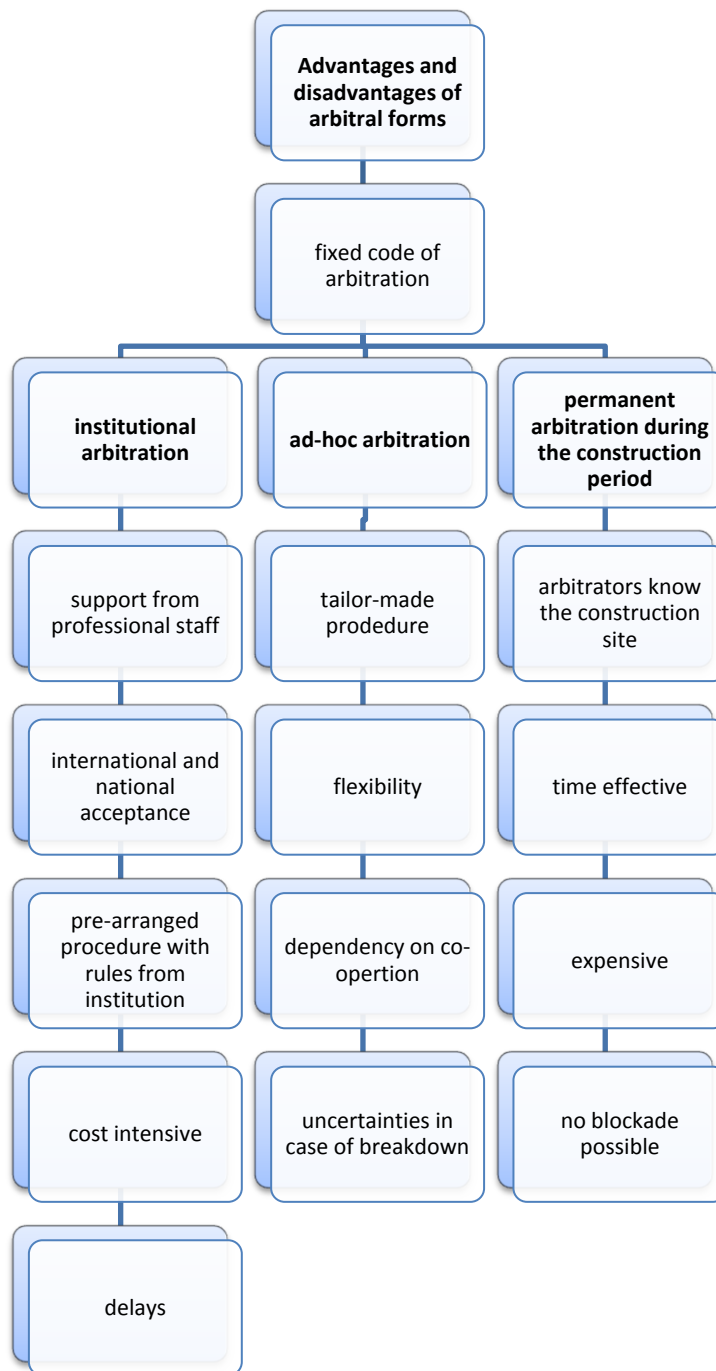 Advantages and
disadvantages of
arbitral forms
fixed code of
arbitration
institutional
arbitration
support from
professional staff
international and
national
acceptance
pre-arranged
procedure with
rules from
institution
cost intensive
delays
ad-hoc arbitration
tailor-made
prodedure
flexibility
dependency on co-
opertion
uncertainties in
case of breakdown
permanent
arbitration during
the construction
period
arbitrators know
the construction
site
time effective
expensive
no blockade
possible